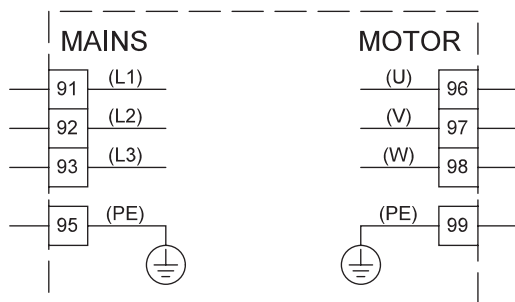 MAINS MOTOR
91 (L1) (U) 96
92 (L2) (V) 97
93 (L3) (W) 98
95 (PE) (PE) 99